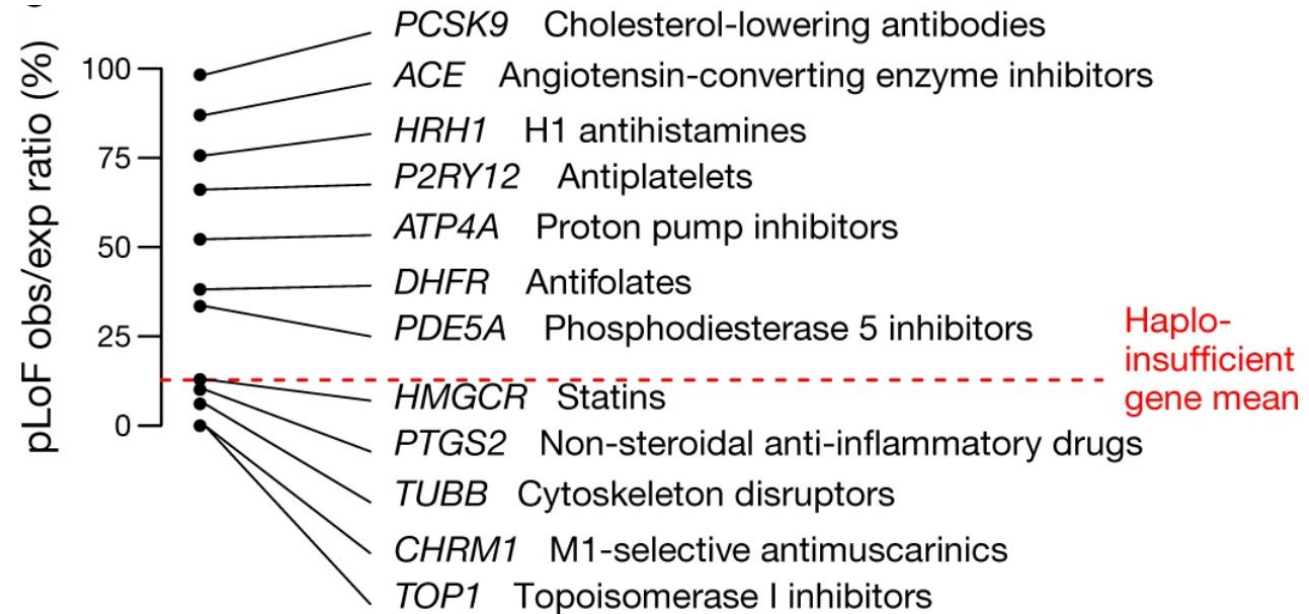 pLoF obs/exp ratio (%)
100
75
50
25
0
PCSK9 Cholesterol-lowering antibodies
ACE Angiotensin-converting enzyme inhibitors
HRH1 H1 antihistamines
P2RY12 Antiplatelets
ATP4A Proton pump inhibitors
DHFR Antifolates
PDE5A Phosphodiesterase 5 inhibitors
Haplo-
insufficient
gene mean
HMGCR Statins
PTGS2 Non-steroidal anti-inflammatory drugs
TUBB Cytoskeleton disruptors
CHRM1 M1-selective antimuscarinics
TOP1 Topoisomerase I inhibitors